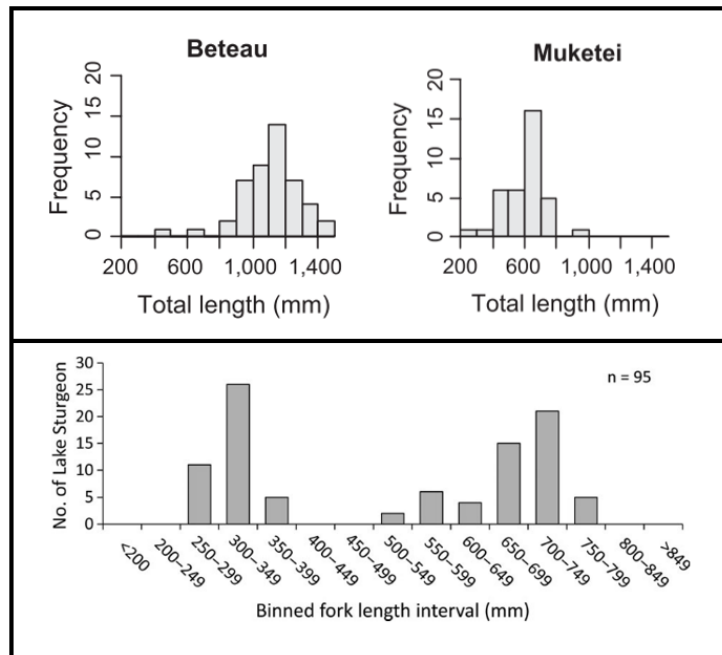 Beteau
Frequency
20
15
10
5
0
200 600 1,000 1,400
Total length (mm)
Muketei
Frequency
20
15
10
5
0
200 600 1,000 1,400
Total length (mm)
No. of Lake Sturgeon
30
25
20
15
10
5
0
n = 95
<200
200–249
250–299
300–349
350–399
400–449
450–499
500–549
550–599
600–649
650–699
700–749
750–799
800–849
>849
Binned fork length interval (mm)